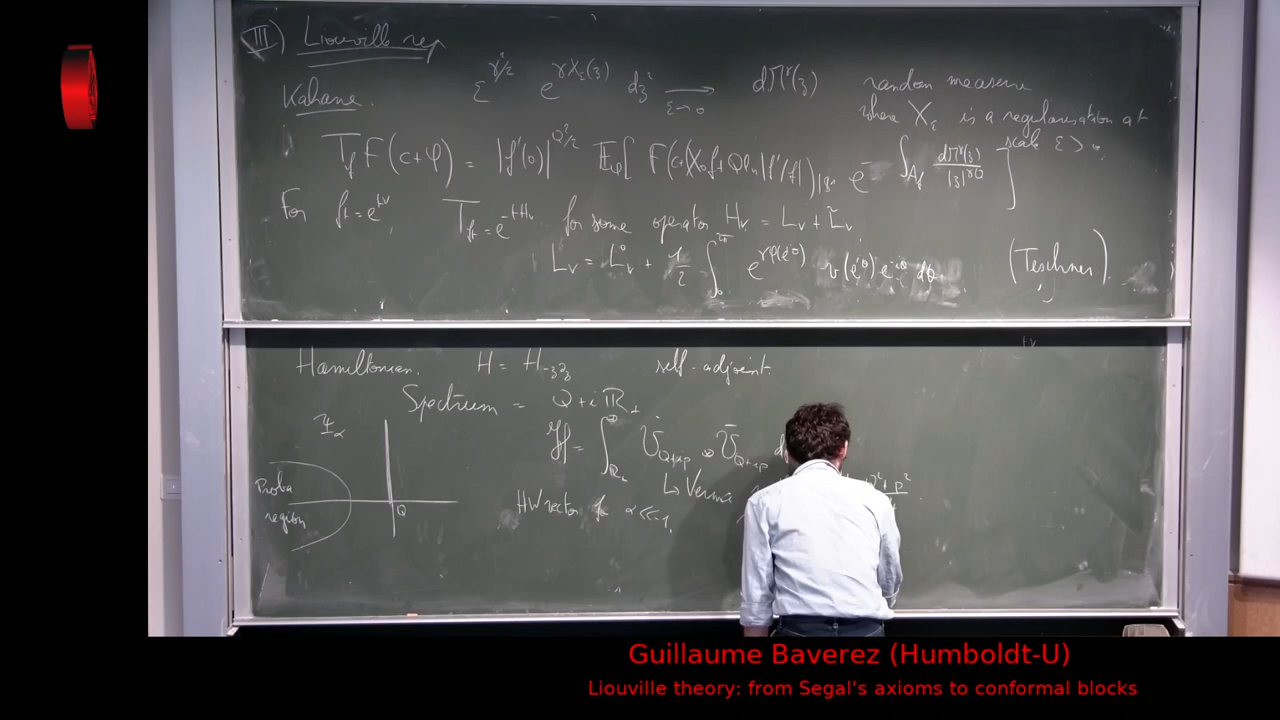 III) Liouville rep
Kahane. ε^{γ²/2} e^{γX_ε(z)} dz² →_{ε→0} dM^γ(z) random measure
where X_ε is a regularisation at
scale ε > 0.
T_f F(c+φ) = |f'(0)|^{Q²/2} E_φ[ F(c+X∘f+Q ln|f'/f|)|_{S¹} e^{-∫_{A_f} dM^γ(z)/|z|^{γQ}} ]
For f_t = e^{tv}, T_{f_t} = e^{-tH_v} for some operator H_v = L_v + L̃_v
L_v = L_v^0 + 1/2 ∫_0^{2π} e^{γφ(e^{iθ})} v(e^{iθ}) e^{-iθ} dθ. (Teschner)
Hamiltonian. H = H_{-z∂_z} self-adjoint.
Spectrum = Q + iR_+
Ψ_α
H = ∫_{R_+}^⊕ V_{Q+ip} ⊗ V̄_{Q+ip}
↳ Verma
Proba
region
Q
HW vector for α << -1,
Guillaume Baverez (Humboldt-U)
Liouville theory: from Segal's axioms to conformal blocks